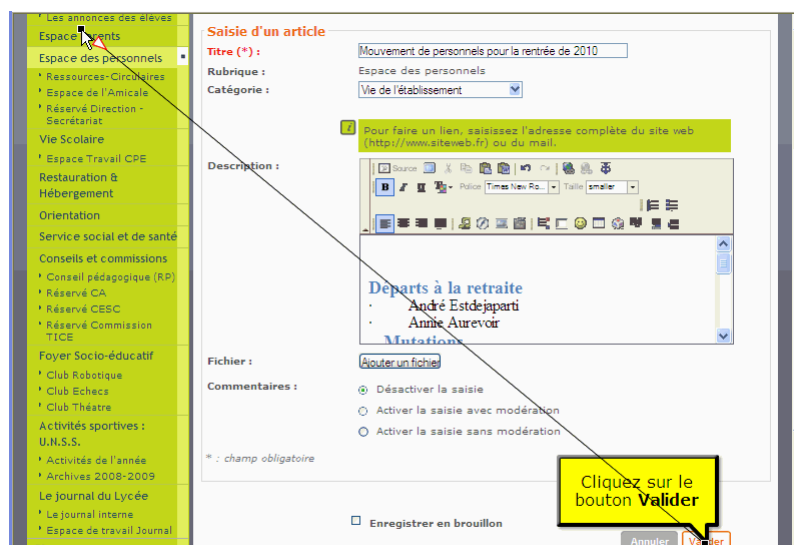 Les annonces des élèves
Espace Parents
Espace des personnels
Ressources-Circulaires
Espace de l'Amicale
Réservé Direction -
Secrétariat
Vie Scolaire
Espace Travail CPE
Restauration &
Hébergement
Orientation
Service social et de santé
Conseils et commissions
Conseil pédagogique (RP)
Réservé CA
Réservé CESC
Réservé Commission
TICE
Foyer Socio-éducatif
Club Robotique
Club Echecs
Club Théatre
Activités sportives :
U.N.S.S.
Activités de l'année
Archives 2008-2009
Le journal du Lycée
Le journal interne
Espace de travail Journal
Saisie d'un article
Titre (*) : Mouvement de personnels pour la rentrée de 2010
Rubrique : Espace des personnels
Catégorie : Vie de l'établissement
Pour faire un lien, saisissez l'adresse complète du site web
(http://www.siteweb.fr) ou du mail.
Description :
Source
Police Times New Ro... Taille smaller
Départs à la retraite
· André Estdejaparti
· Annie Aurevoir
Mutations
Fichier : Ajouter un fichier
Commentaires : Désactiver la saisie
Activer la saisie avec modération
Activer la saisie sans modération
* : champ obligatoire
Cliquez sur le
bouton Valider
Enregistrer en brouillon
Annuler Valider